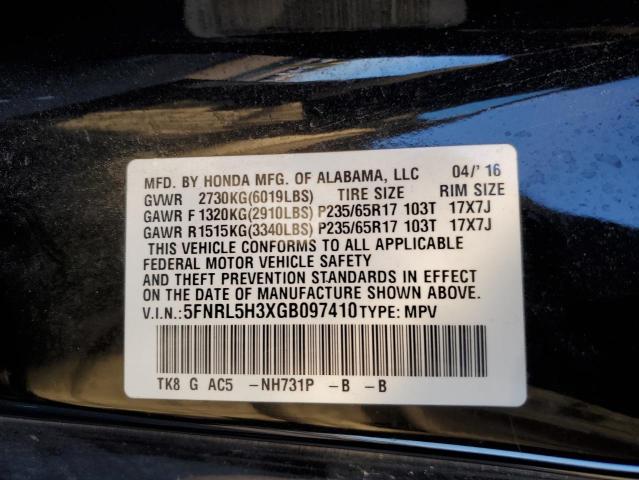 MFD. BY HONDA MFG. OF ALABAMA, LLC 04/'16
GVWR 2730KG(6019LBS) TIRE SIZE RIM SIZE
GAWR F1320KG(2910LBS)P235/65R17 103T 17X7J
GAWR R1515KG(3340LBS)P235/65R17 103T 17X7J
THIS VEHICLE CONFORMS TO ALL APPLICABLE
FEDERAL MOTOR VEHICLE SAFETY
AND THEFT PREVENTION STANDARDS IN EFFECT
ON THE DATE OF MANUFACTURE SHOWN ABOVE.
V.I.N.:5FNRL5H3XGB097410TYPE: MPV
TK8 G AC5 -NH731P -B -B